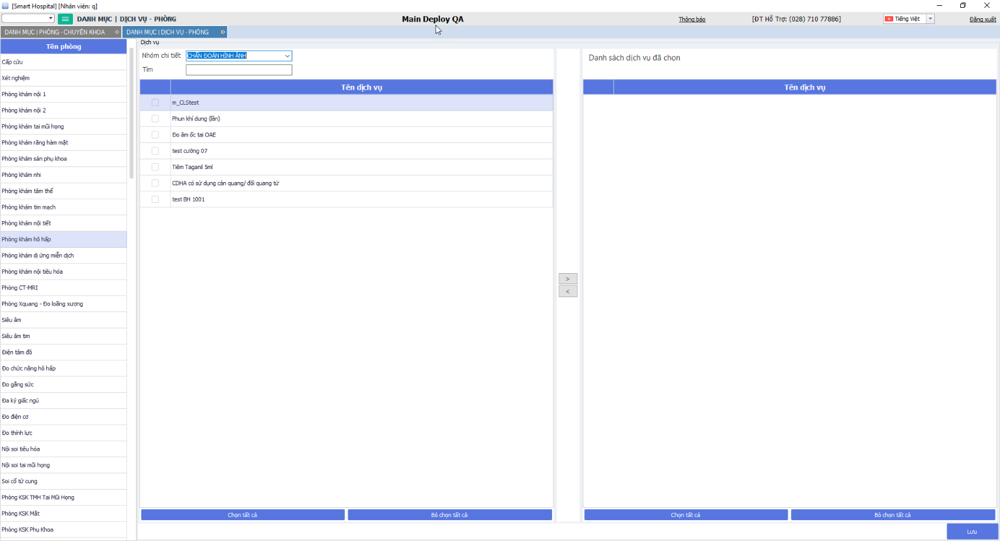 [Smart Hospital] [Nhân viên: q]
DANH MỤC | DỊCH VỤ - PHÒNG
Main Deploy QA
Thông báo
[ĐT Hỗ Trợ: (028) 710 77886]
Tiếng Việt
Đăng xuất
DANH MỤC | PHÒNG - CHUYÊN KHOA
DANH MỤC | DỊCH VỤ - PHÒNG
Tên phòng
Cấp cứu
Xét nghiệm
Phòng khám nội 1
Phòng khám nội 2
Phòng khám tai mũi họng
Phòng khám răng hàm mặt
Phòng khám sản phụ khoa
Phòng khám nhi
Phòng khám tâm thể
Phòng khám tim mạch
Phòng khám nội tiết
Phòng khám hô hấp
Phòng khám dị ứng miễn dịch
Phòng khám nội tiêu hóa
Phòng CT-MRI
Phòng Xquang - Đo loãng xương
Siêu âm
Siêu âm tim
Điện tâm đồ
Đo chức năng hô hấp
Đo gắng sức
Đa ký giấc ngủ
Đo điện cơ
Đo thính lực
Nội soi tiêu hóa
Nội soi tai mũi họng
Soi cổ tử cung
Phòng KSK TMH Tai Mũi Họng
Phòng KSK Mắt
Phòng KSK Phụ Khoa
Dịch vụ
Nhóm chi tiết
CHẨN ĐOÁN HÌNH ẢNH
Tìm
Tên dịch vụ
m_CLStest
Phun khí dung (lần)
Đo âm ốc tai OAE
test cường 07
Tiêm Taganil 5ml
CDHA có sử dụng cản quang/ đối quang từ
test BH 1001
Chọn tất cả
Bỏ chọn tất cả
>
<
Danh sách dịch vụ đã chọn
Tên dịch vụ
Chọn tất cả
Bỏ chọn tất cả
Lưu